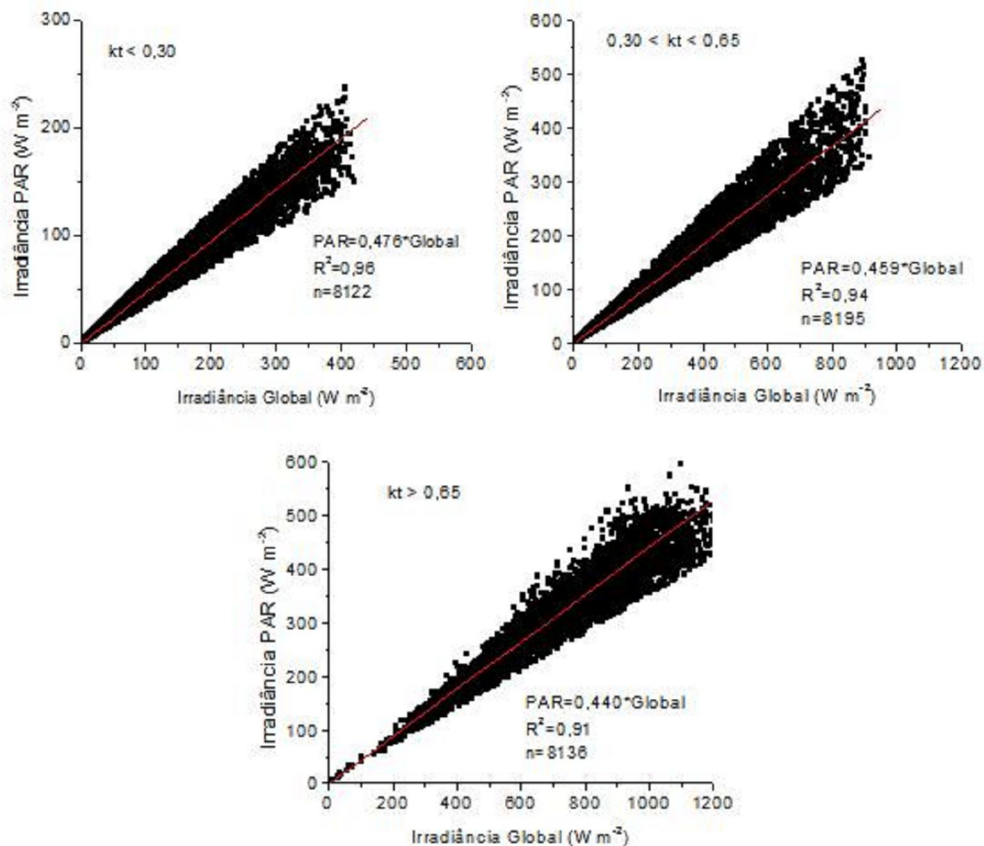 300
200
100
0
Irradiância PAR (W m⁻²)
kt < 0,30
PAR=0,476*Global
R²=0,96
n=8122
0 100 200 300 400 500 600
Irradiância Global (W m⁻²)
600
500
400
300
200
100
0
Irradiância PAR (W m⁻²)
0,30 < kt < 0,65
PAR=0,459*Global
R²=0,94
n=8195
0 200 400 600 800 1000 1200
Irradiância Global (W m⁻²)
600
500
400
300
200
100
0
Irradiância PAR (W m⁻²)
kt > 0,65
PAR=0,440*Global
R²=0,91
n=8136
0 200 400 600 800 1000 1200
Irradiância Global (W m⁻²)